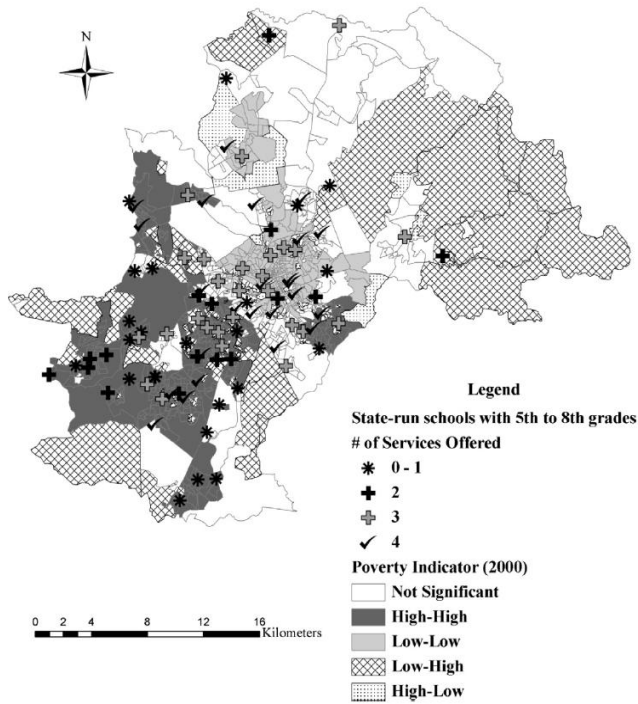 N
Legend
State-run schools with 5th to 8th grades
# of Services Offered
0 - 1
2
3
4
Poverty Indicator (2000)
Not Significant
High-High
Low-Low
Low-High
High-Low
0 2 4 8 12 16
Kilometers